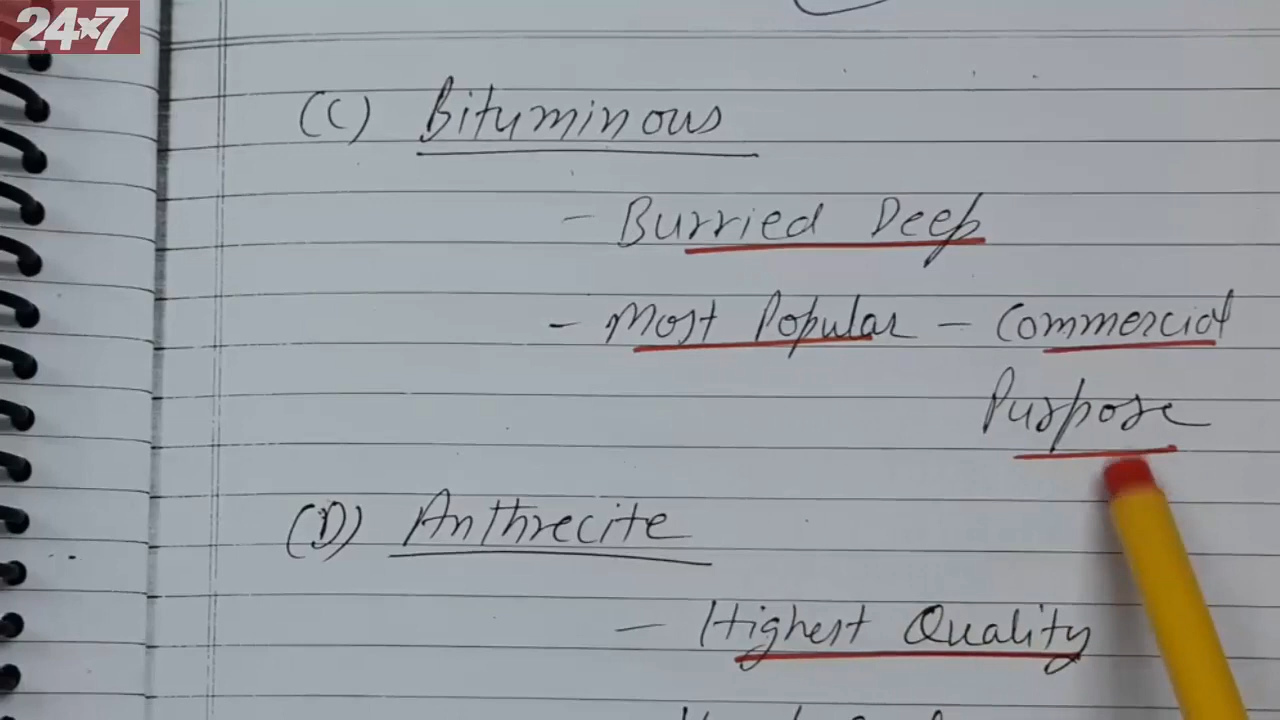 24x7
(C) Bituminous
- Burried Deep
- Most Popular - Commercial
Purpose
(D) Anthrecite
- Highest Quality